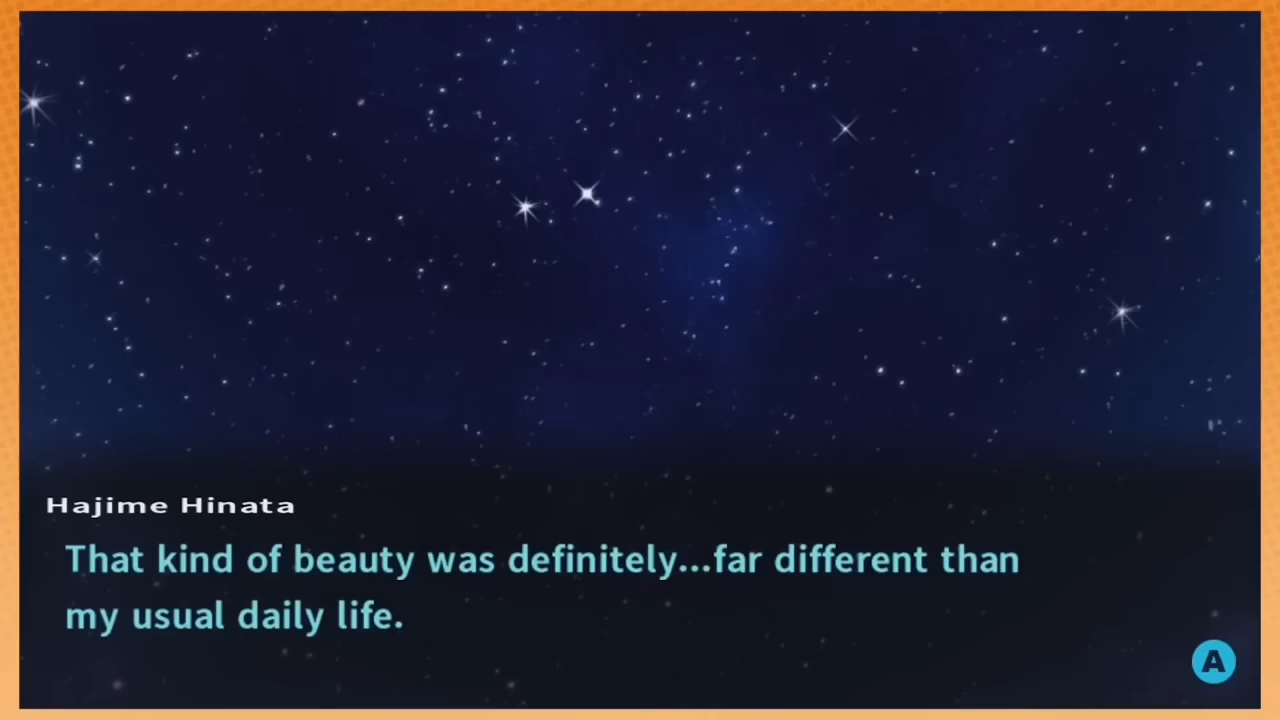 Hajime Hinata
That kind of beauty was definitely...far different than
my usual daily life.
A